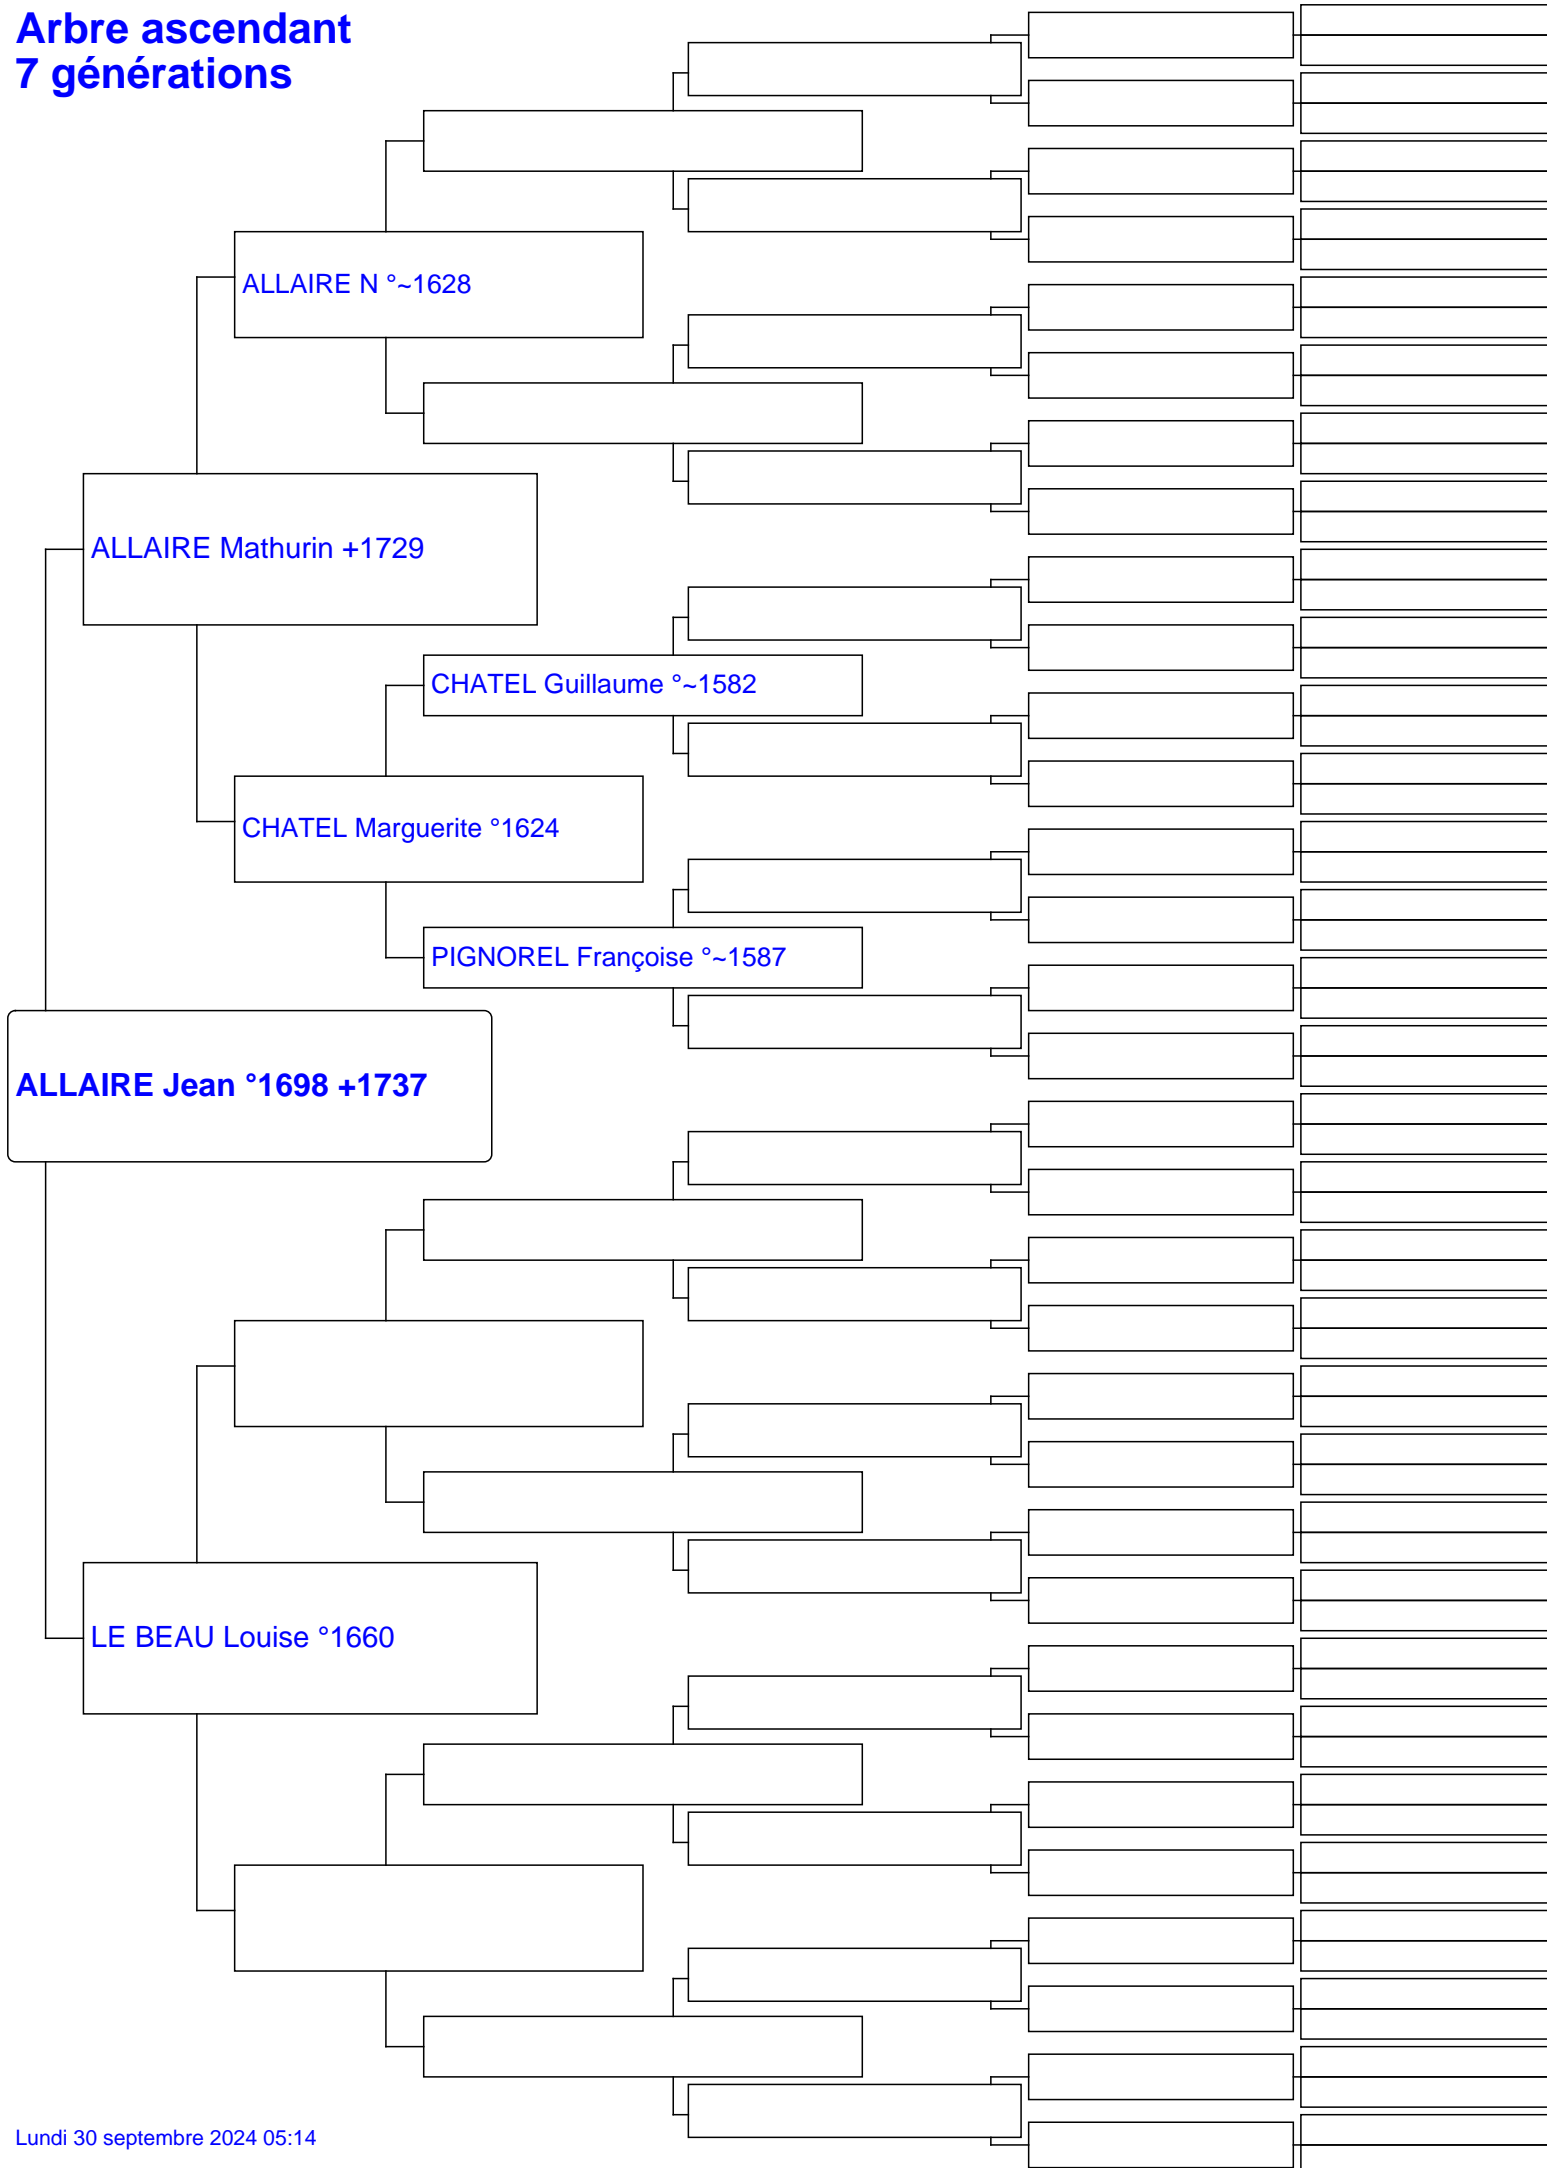 Arbre ascendant
7 générations
ALLAIRE N °~1628
ALLAIRE Mathurin +1729
CHATEL Guillaume °~1582
CHATEL Marguerite °1624
PIGNOREL Françoise °~1587
ALLAIRE Jean °1698 +1737
LE BEAU Louise °1660
Lundi 30 septembre 2024 05:14